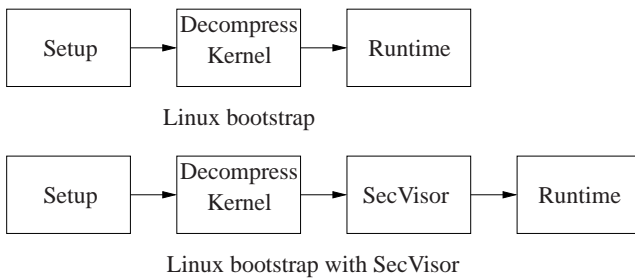 Setup
Decompress
Kernel
Runtime
Linux bootstrap
Setup
Decompress
Kernel
SecVisor
Runtime
Linux bootstrap with SecVisor